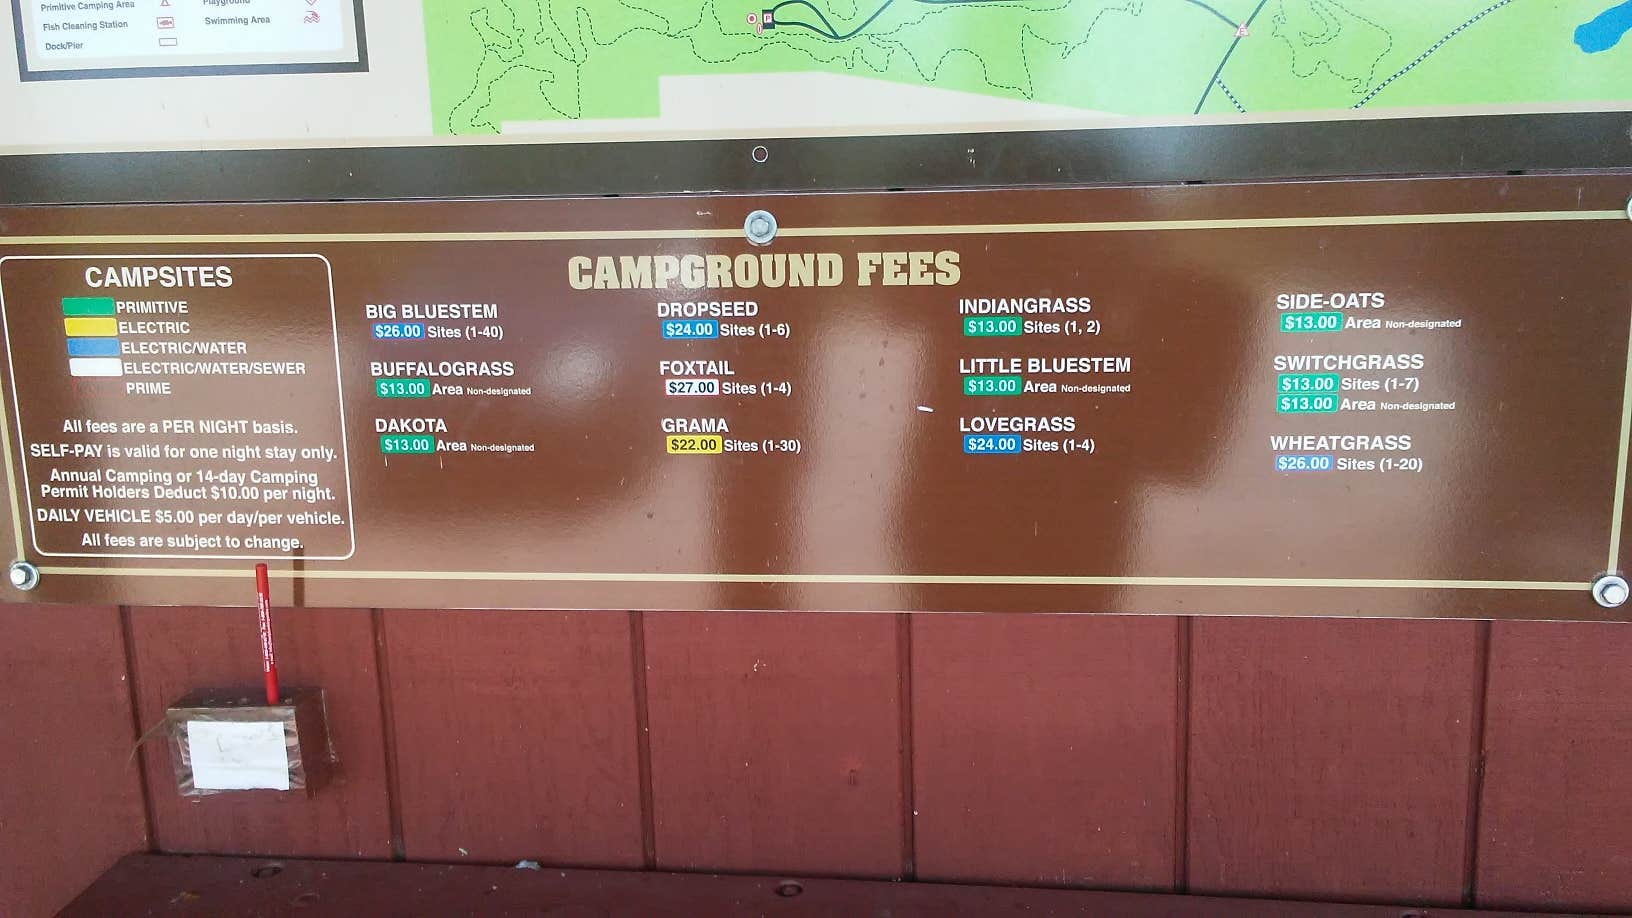 Primitive Camping Area
Playground
Fish Cleaning Station
Swimming Area
Dock/Pier
P
CAMPGROUND FEES
CAMPSITES
PRIMITIVE
ELECTRIC
ELECTRIC/WATER
ELECTRIC/WATER/SEWER
PRIME
All fees are a PER NIGHT basis.
SELF-PAY is valid for one night stay only.
Annual Camping or 14-day Camping
Permit Holders Deduct $10.00 per night.
DAILY VEHICLE $5.00 per day/per vehicle.
All fees are subject to change.
BIG BLUESTEM
$26.00 Sites (1-40)
BUFFALOGRASS
$13.00 Area Non-designated
DAKOTA
$13.00 Area Non-designated
DROPSEED
$24.00 Sites (1-6)
FOXTAIL
$27.00 Sites (1-4)
GRAMA
$22.00 Sites (1-30)
INDIANGRASS
$13.00 Sites (1, 2)
LITTLE BLUESTEM
$13.00 Area Non-designated
LOVEGRASS
$24.00 Sites (1-4)
SIDE-OATS
$13.00 Area Non-designated
SWITCHGRASS
$13.00 Sites (1-7)
$13.00 Area Non-designated
WHEATGRASS
$26.00 Sites (1-20)